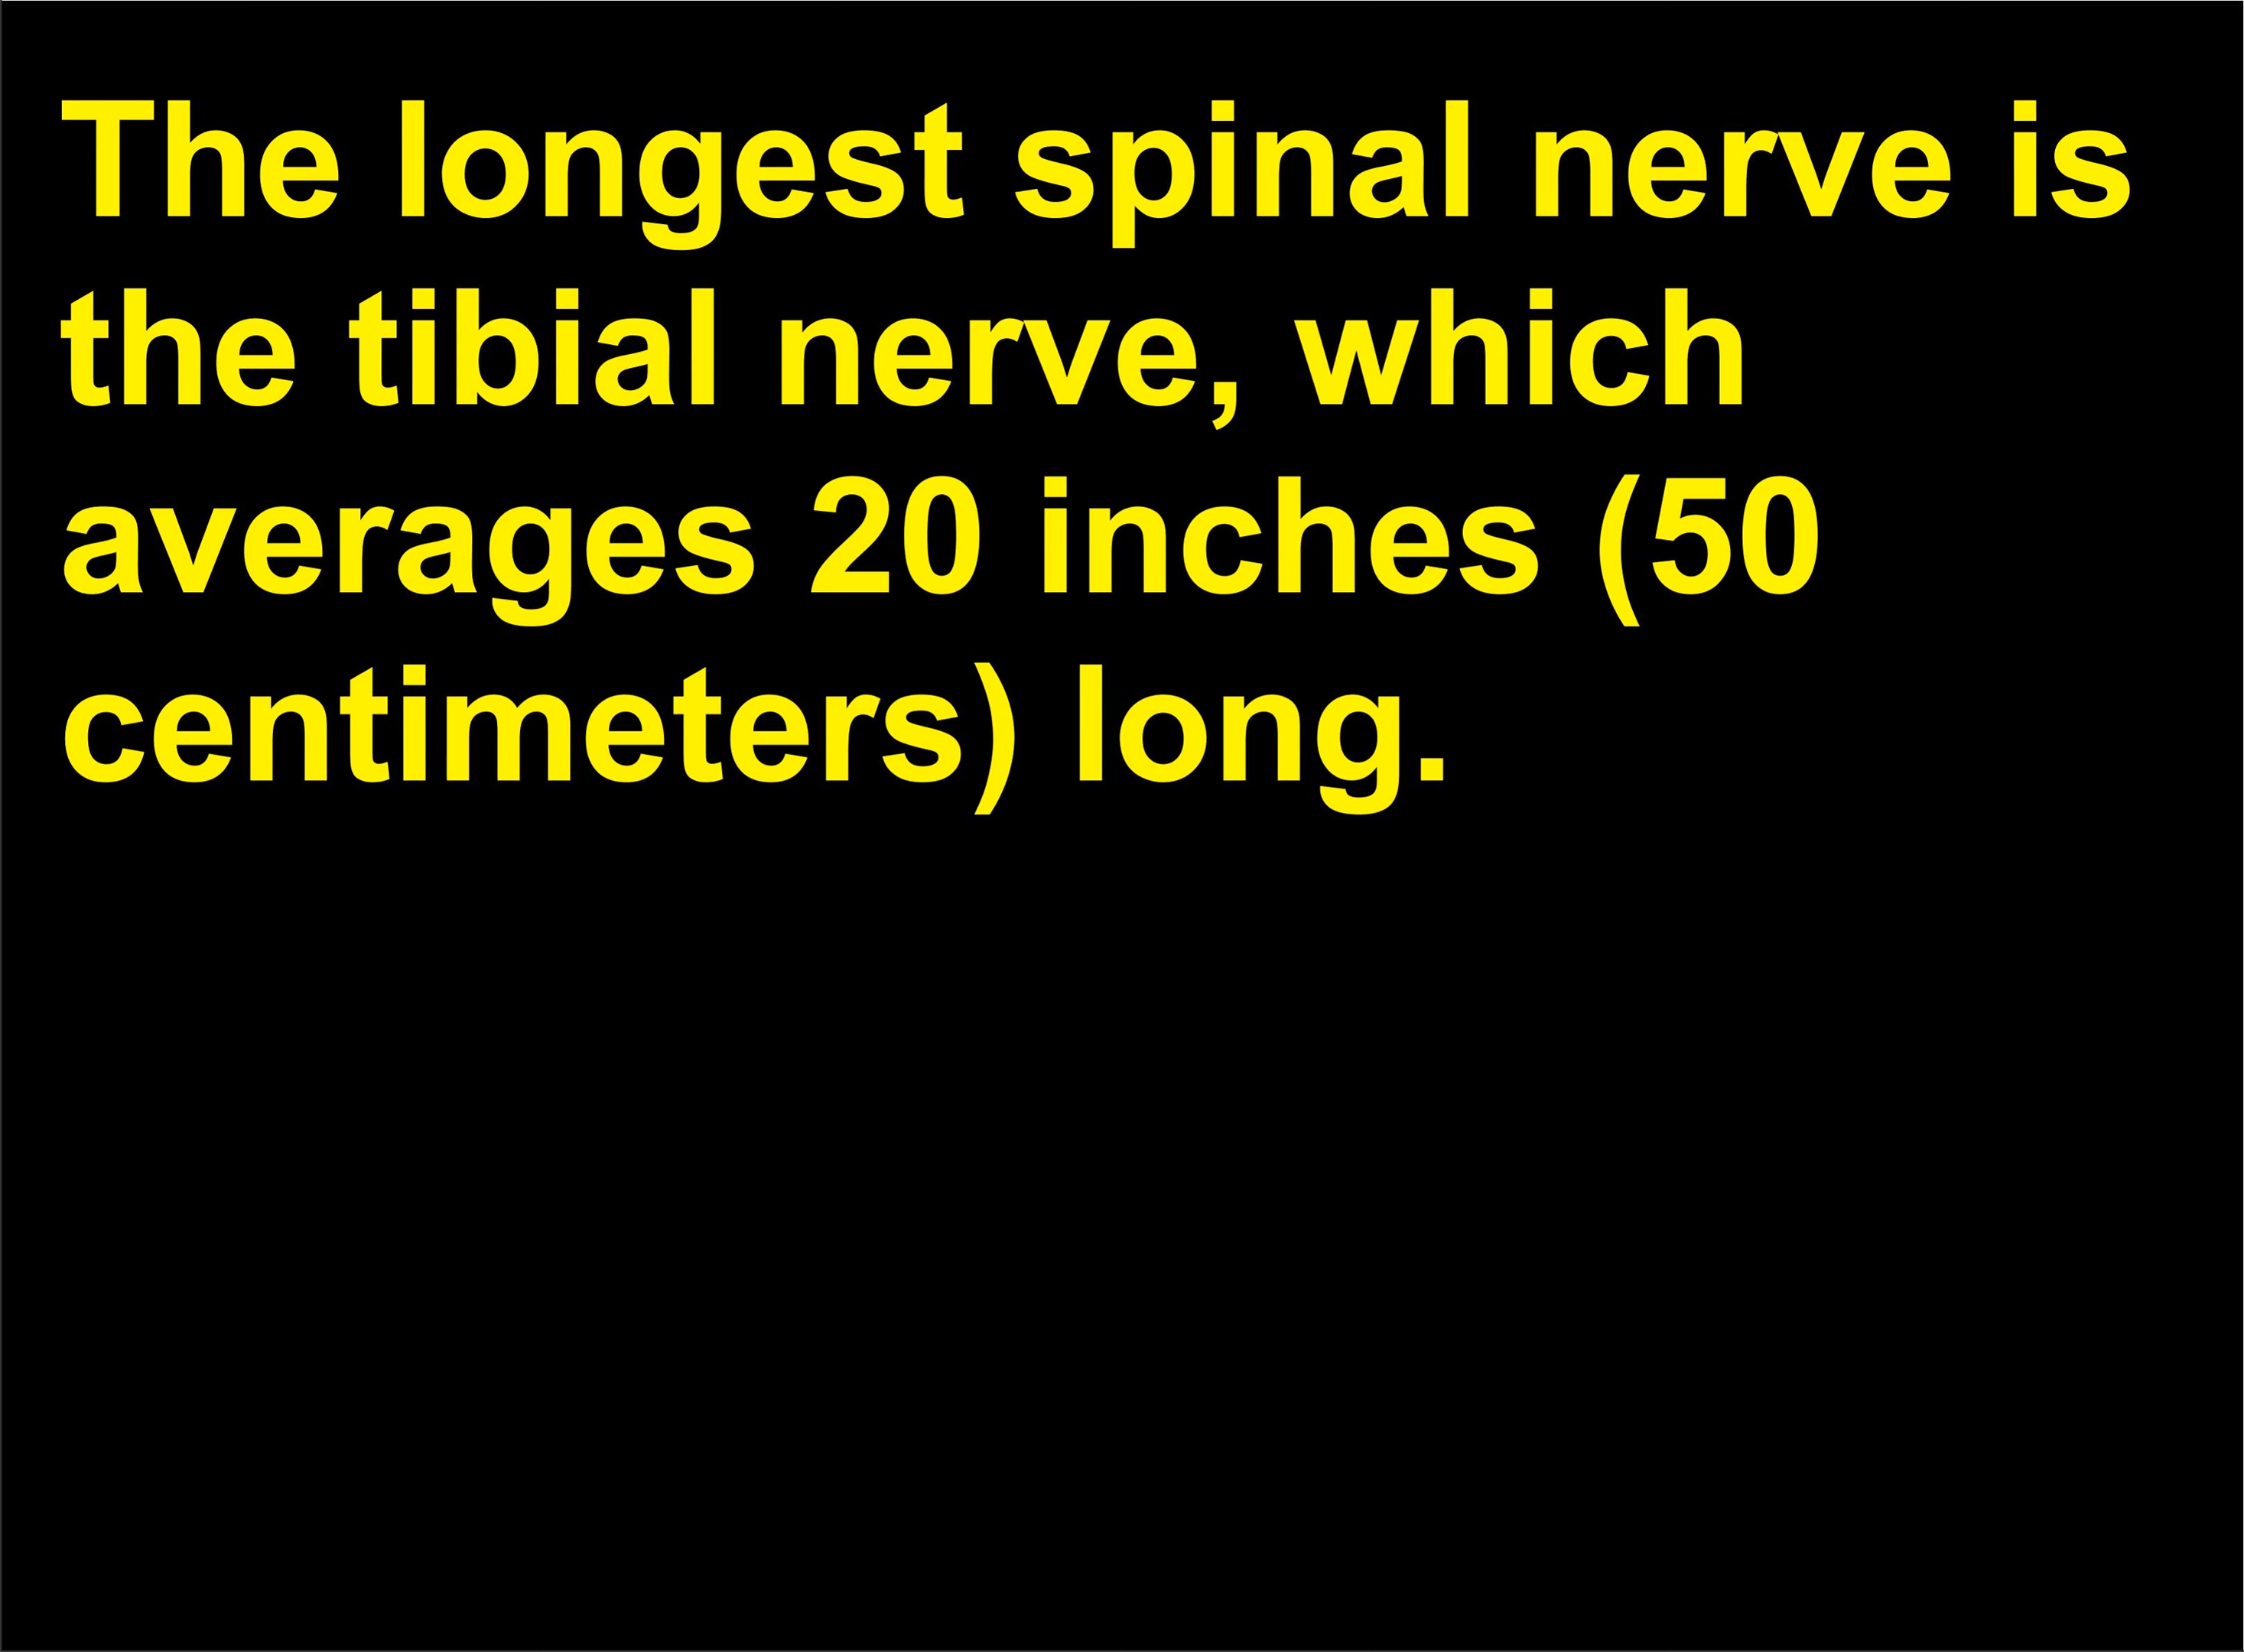 The longest spinal nerve is
the tibial nerve, which
averages 20 inches (50
centimeters) long.